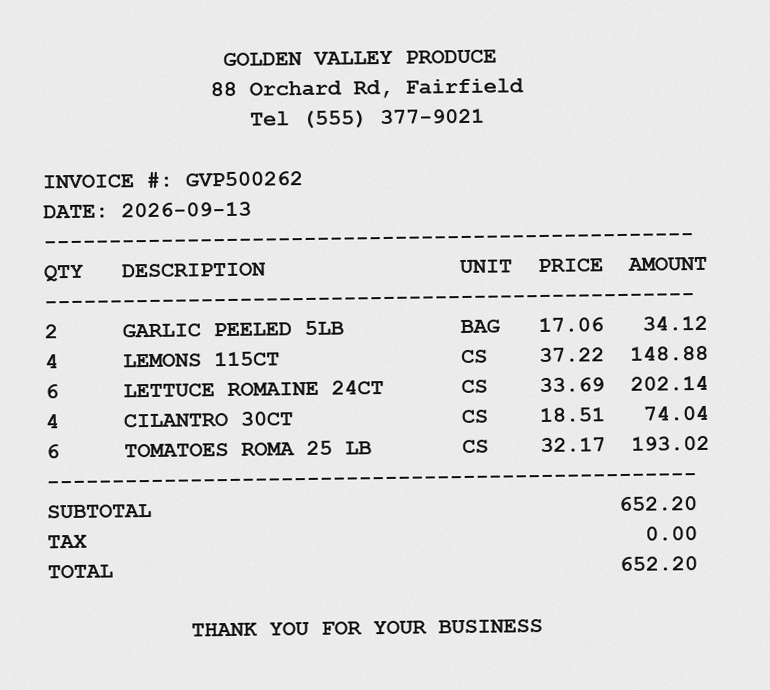 GOLDEN VALLEY PRODUCE
88 Orchard Rd, Fairfield
Tel (555) 377-9021
INVOICE #: GVP500262
DATE: 2026-09-13
--------------------------------------------------
QTY DESCRIPTION UNIT PRICE AMOUNT
--------------------------------------------------
2 GARLIC PEELED 5LB BAG 17.06 34.12
4 LEMONS 115CT CS 37.22 148.88
6 LETTUCE ROMAINE 24CT CS 33.69 202.14
4 CILANTRO 30CT CS 18.51 74.04
6 TOMATOES ROMA 25 LB CS 32.17 193.02
--------------------------------------------------
SUBTOTAL 652.20
TAX 0.00
TOTAL 652.20
THANK YOU FOR YOUR BUSINESS